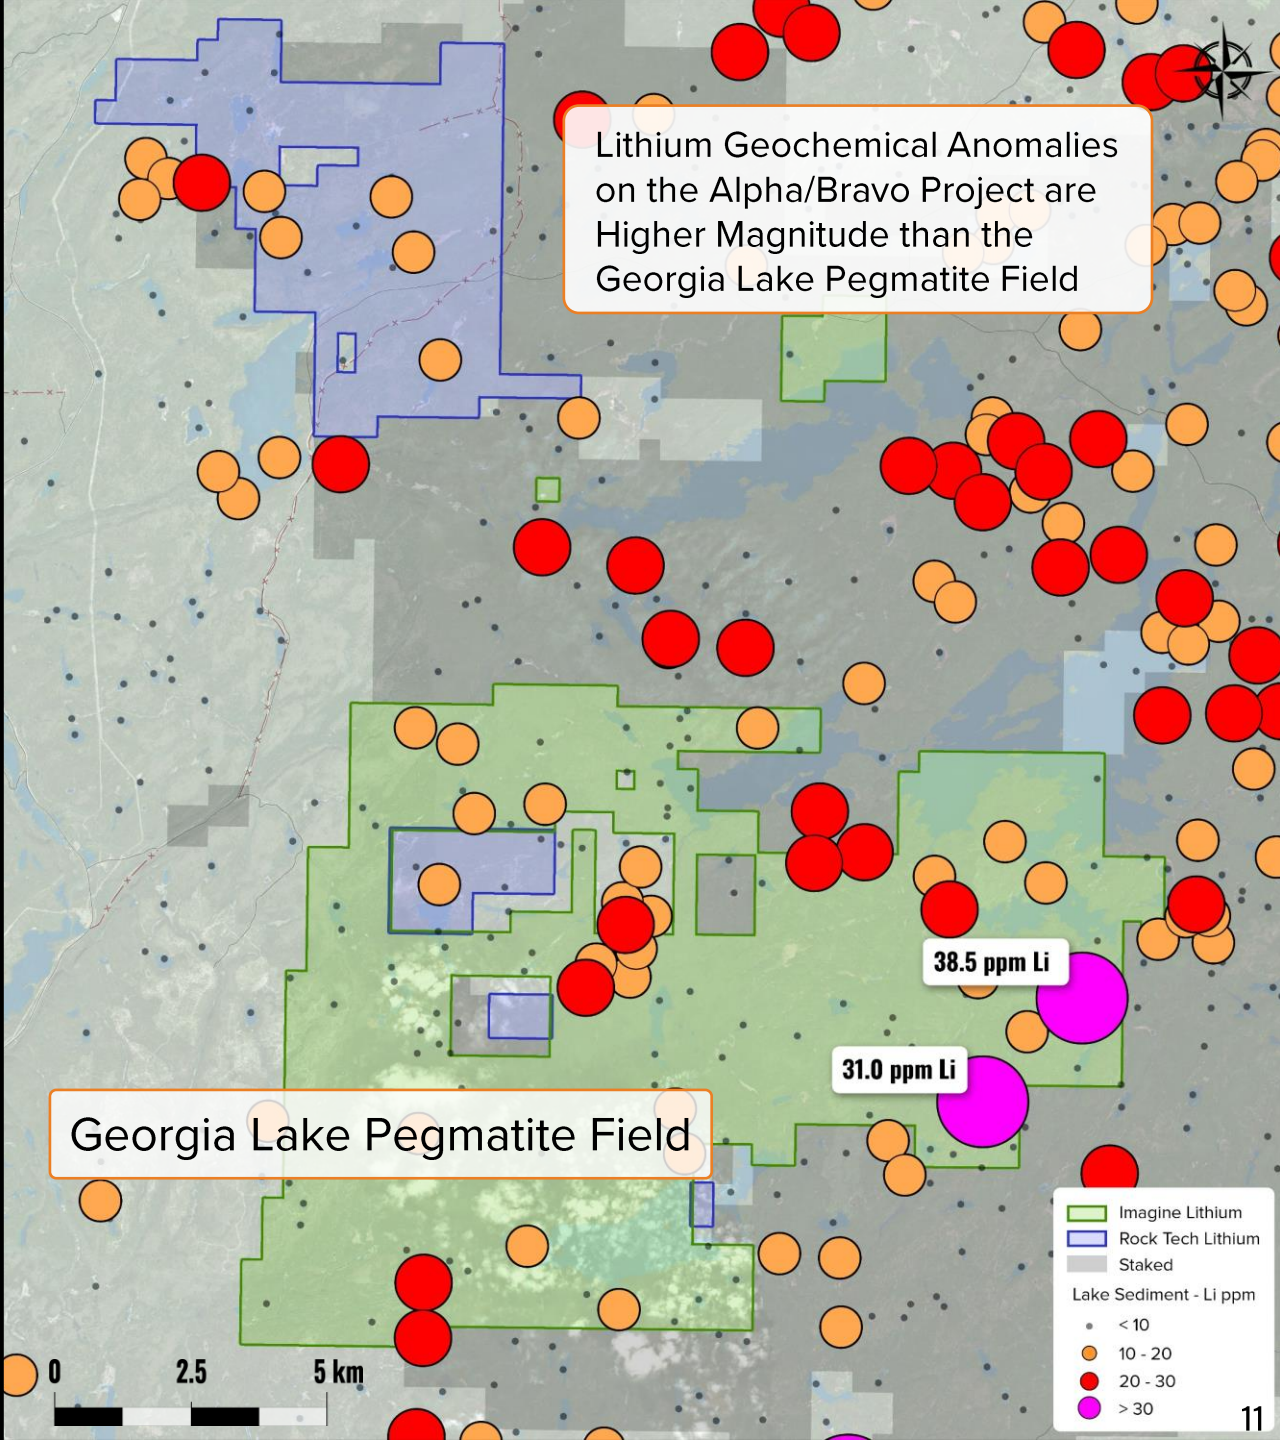 Lithium Geochemical Anomalies
on the Alpha/Bravo Project are
Higher Magnitude than the
Georgia Lake Pegmatite Field
38.5 ppm Li
31.0 ppm Li
Georgia Lake Pegmatite Field
Imagine Lithium
Rock Tech Lithium
Staked
Lake Sediment - Li ppm
< 10
10 - 20
20 - 30
> 30
0 2.5 5 km
11